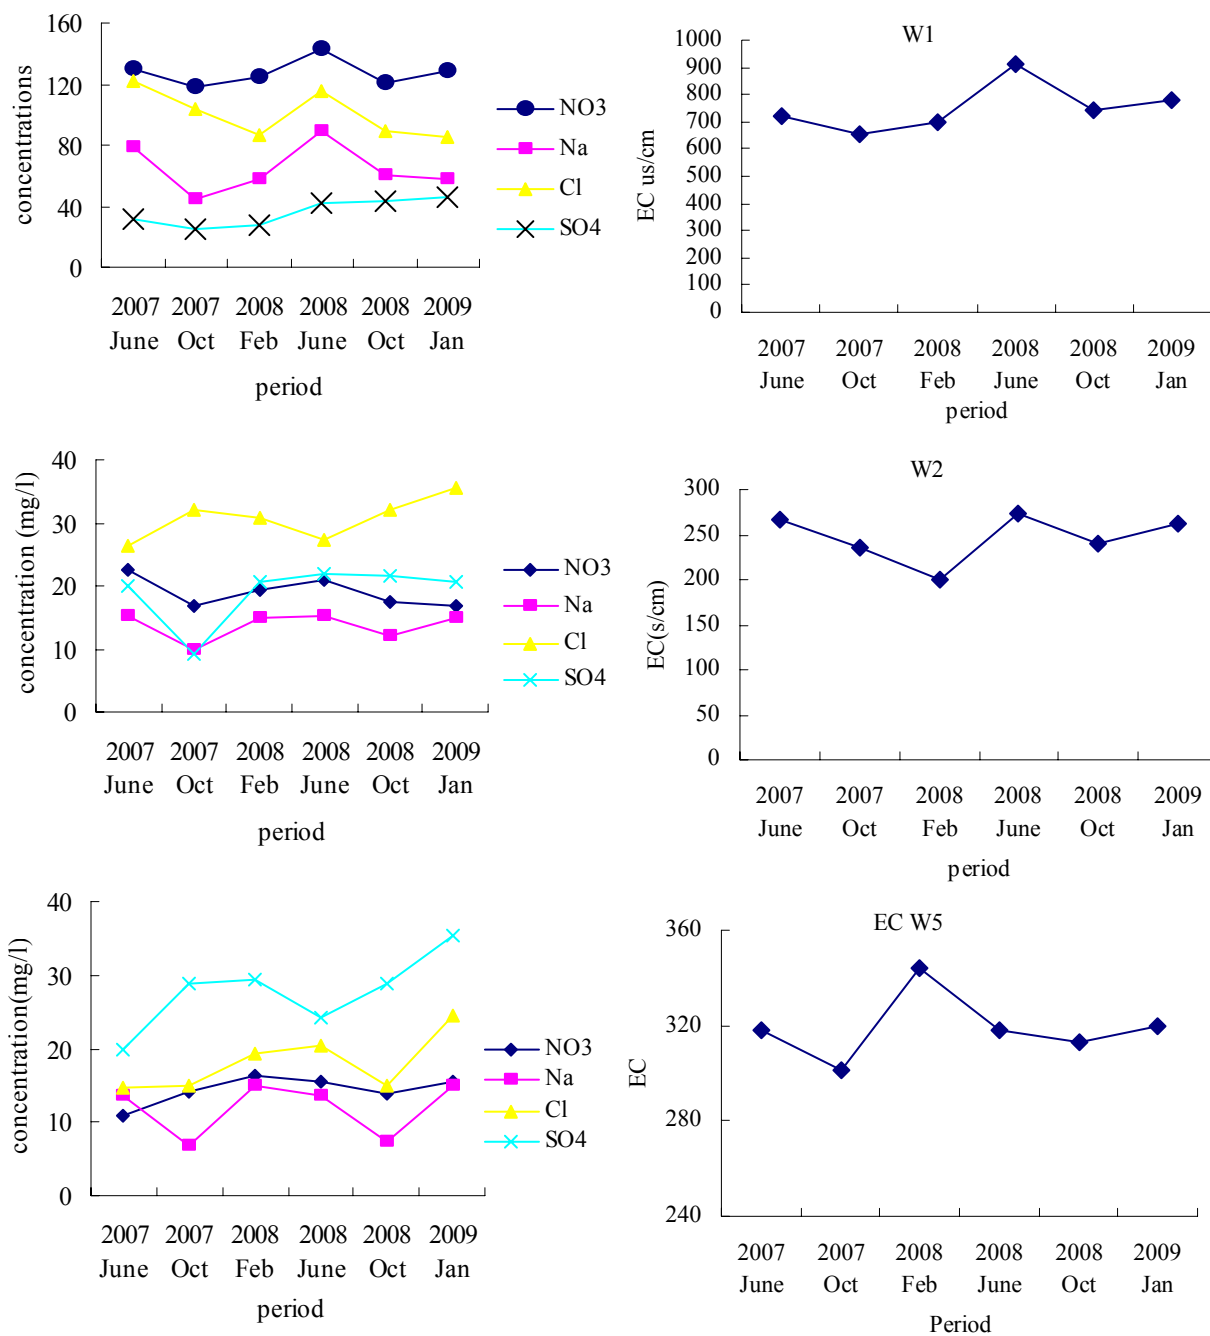 concentrations
160
120
80
40
0
2007 2007 2008 2008 2008 2009
June Oct Feb June Oct Jan
period
NO3
Na
Cl
SO4
W1
EC us/cm
1000
900
800
700
600
500
400
300
200
100
0
2007 2007 2008 2008 2008 2009
June Oct Feb June Oct Jan
period
concentration (mg/l)
40
30
20
10
0
2007 2007 2008 2008 2008 2009
June Oct Feb June Oct Jan
period
NO3
Na
Cl
SO4
W2
EC(s/cm)
300
250
200
150
100
50
0
2007 2007 2008 2008 2008 2009
June Oct Feb June Oct Jan
period
concentration(mg/l)
40
30
20
10
0
2007 2007 2008 2008 2008 2009
June Oct Feb June Oct Jan
period
NO3
Na
Cl
SO4
EC W5
EC
360
320
280
240
2007 2007 2008 2008 2008 2009
June Oct Feb June Oct Jan
Period